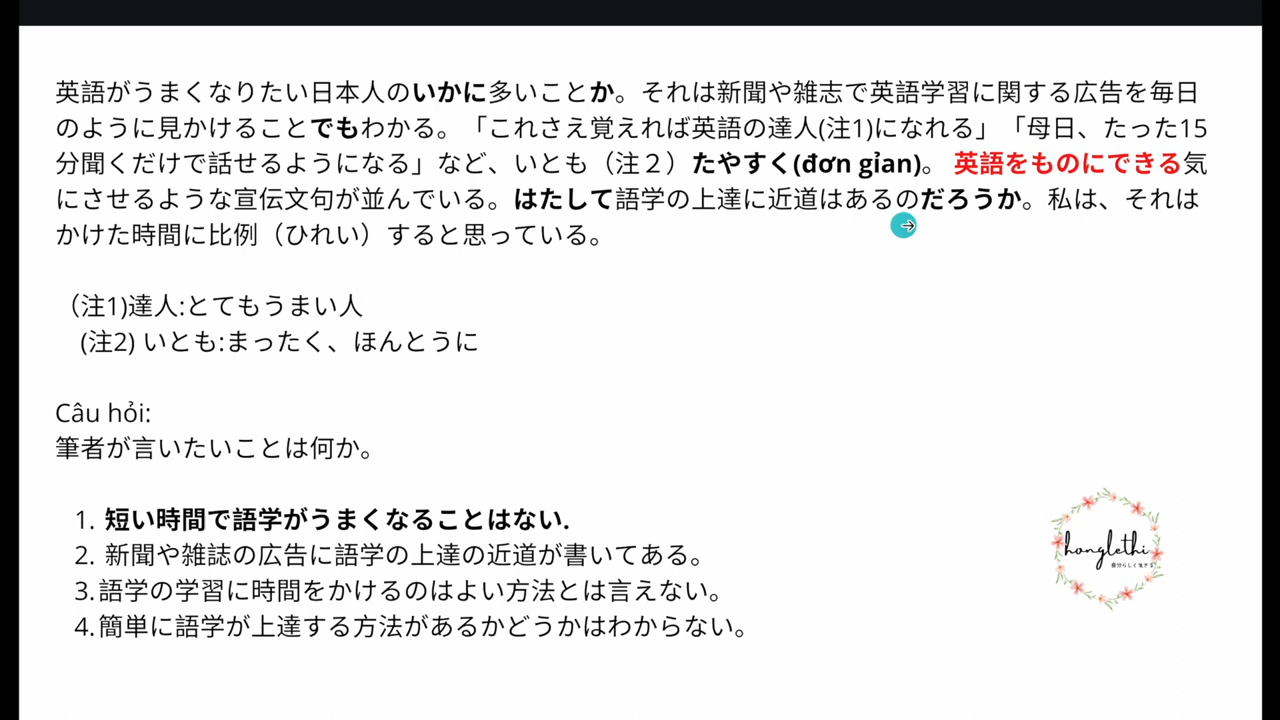 英語がうまくなりたい日本人のいかに多いことか。それは新聞や雑志で英語学習に関する広告を毎日
のように見かけることでもわかる。「これさえ覚えれば英語の達人(注1)になれる」「母日、たった15
分聞くだけで話せるようになる」など、いとも（注２）たやすく(đơn giản)。 英語をものにできる気
にさせるような宣伝文句が並んでいる。はたして語学の上達に近道はあるのだろうか。私は、それは
かけた時間に比例（ひれい）すると思っている。
（注1)達人:とてもうまい人
(注2) いとも:まったく、ほんとうに
Câu hỏi:
筆者が言いたいことは何か。
1. 短い時間で語学がうまくなることはない.
2. 新聞や雑誌の広告に語学の上達の近道が書いてある。
3.語学の学習に時間をかけるのはよい方法とは言えない。
4.簡単に語学が上達する方法があるかどうかはわからない。
honglethi
自分らしく生きる